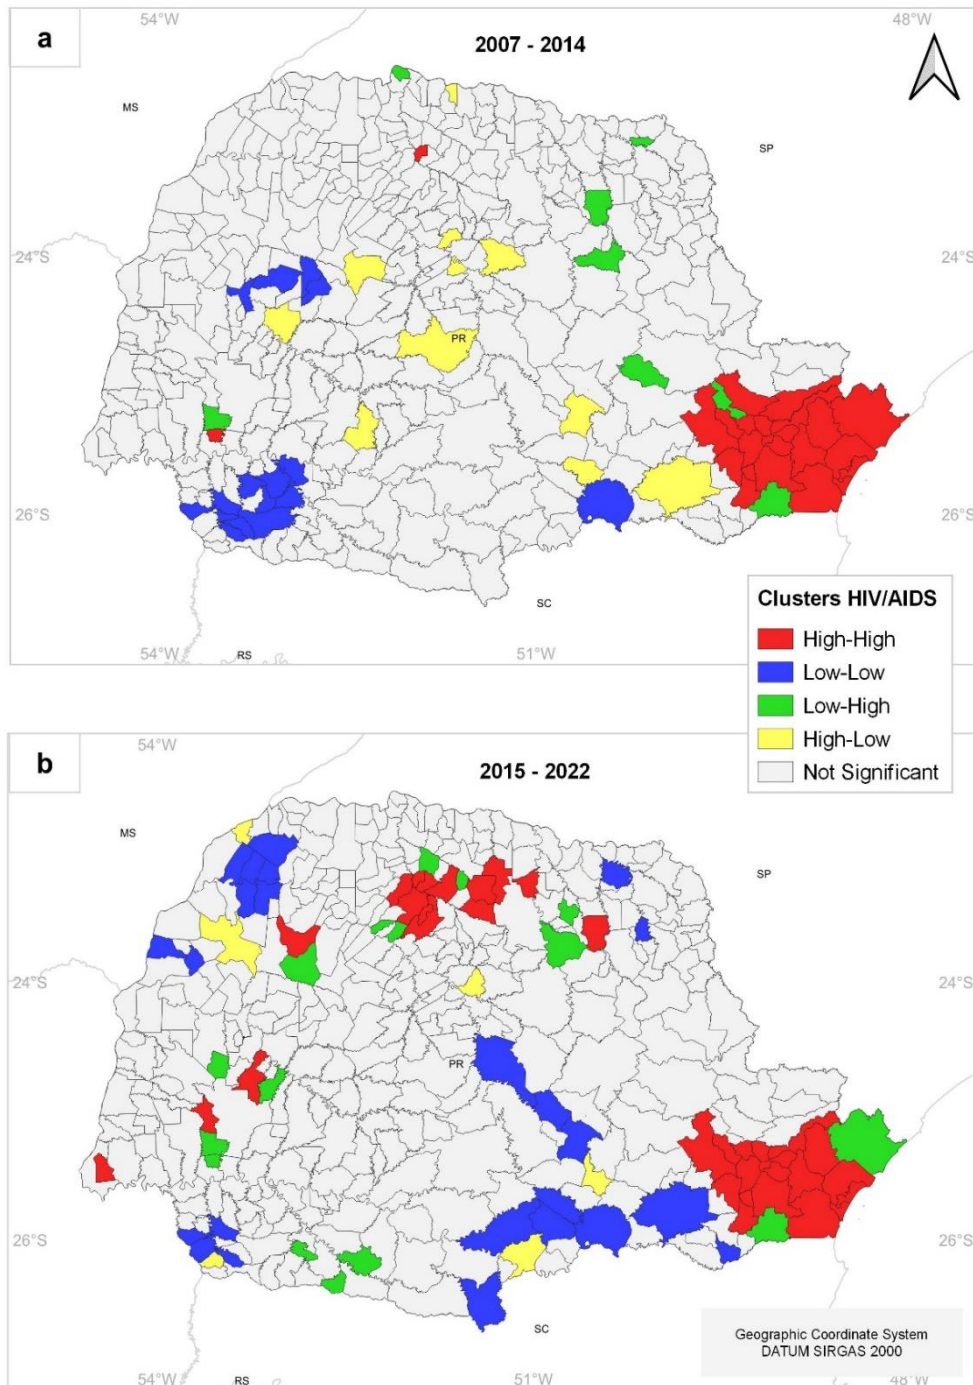 54°W
48°W
a
2007 - 2014
MS
SP
24°S
24°S
PR
26°S
26°S
SC
Clusters HIV/AIDS
High-High
Low-Low
Low-High
High-Low
Not Significant
54°W
51°W
RS
54°W
b
2015 - 2022
MS
SP
24°S
24°S
PR
26°S
26°S
SC
Geographic Coordinate System
DATUM SIRGAS 2000
54°W
51°W
48°W
RS